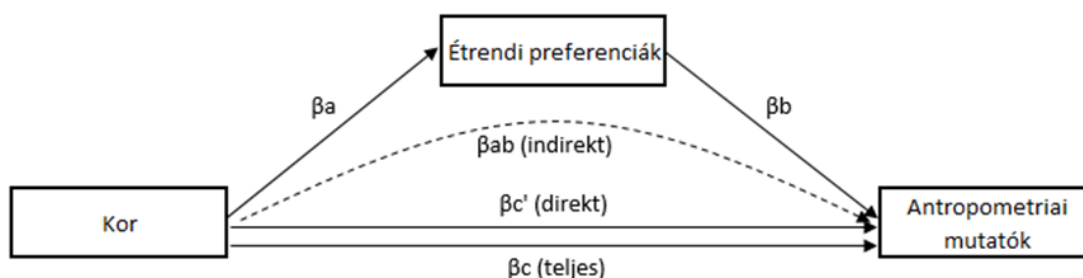 Étrendi preferenciák
βa
βb
βab (indirekt)
Kor
βc' (direkt)
Antropometriai
mutatók
βc (teljes)